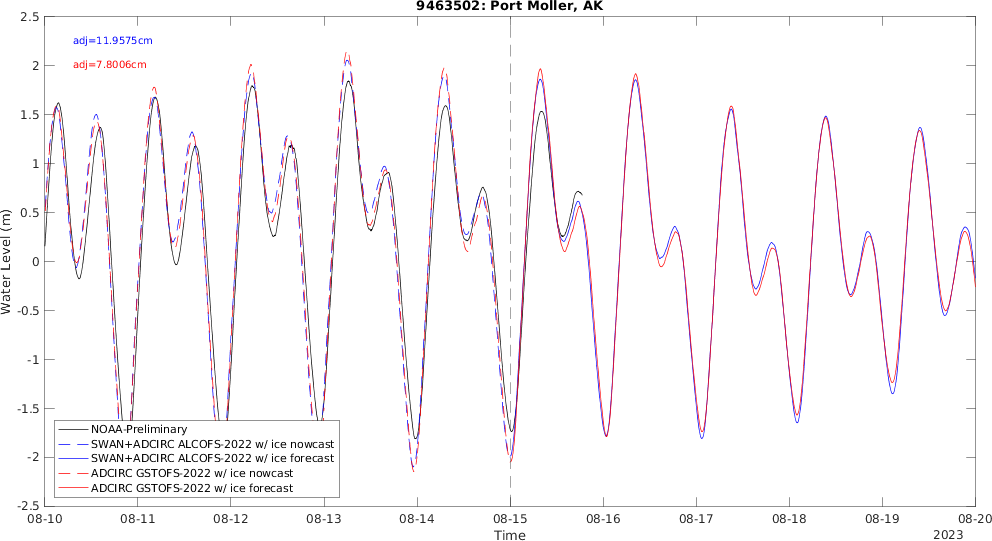 9463502: Port Moller, AK
adj=11.9575cm
adj=7.8006cm
Water Level (m)
2.5
2
1.5
1
0.5
0
-0.5
-1
-1.5
-2
-2.5
NOAA-Preliminary
SWAN+ADCIRC ALCOFS-2022 w/ ice nowcast
SWAN+ADCIRC ALCOFS-2022 w/ ice forecast
ADCIRC GSTOFS-2022 w/ ice nowcast
ADCIRC GSTOFS-2022 w/ ice forecast
08-10 08-11 08-12 08-13 08-14 08-15 08-16 08-17 08-18 08-19 08-20
Time
2023